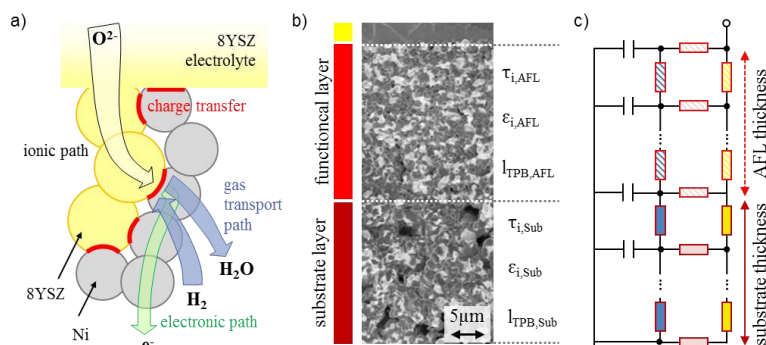 a)
O2-
8YSZ
electrolyte
charge transfer
ionic path
gas
transport
path
H2O
H2
8YSZ
Ni
electronic path
b)
functioncal layer
substrate layer
τi,AFL
εi,AFL
lTPB,AFL
τi,Sub
εi,Sub
lTPB,Sub
5µm
c)
AFL thickness
substrate thickness